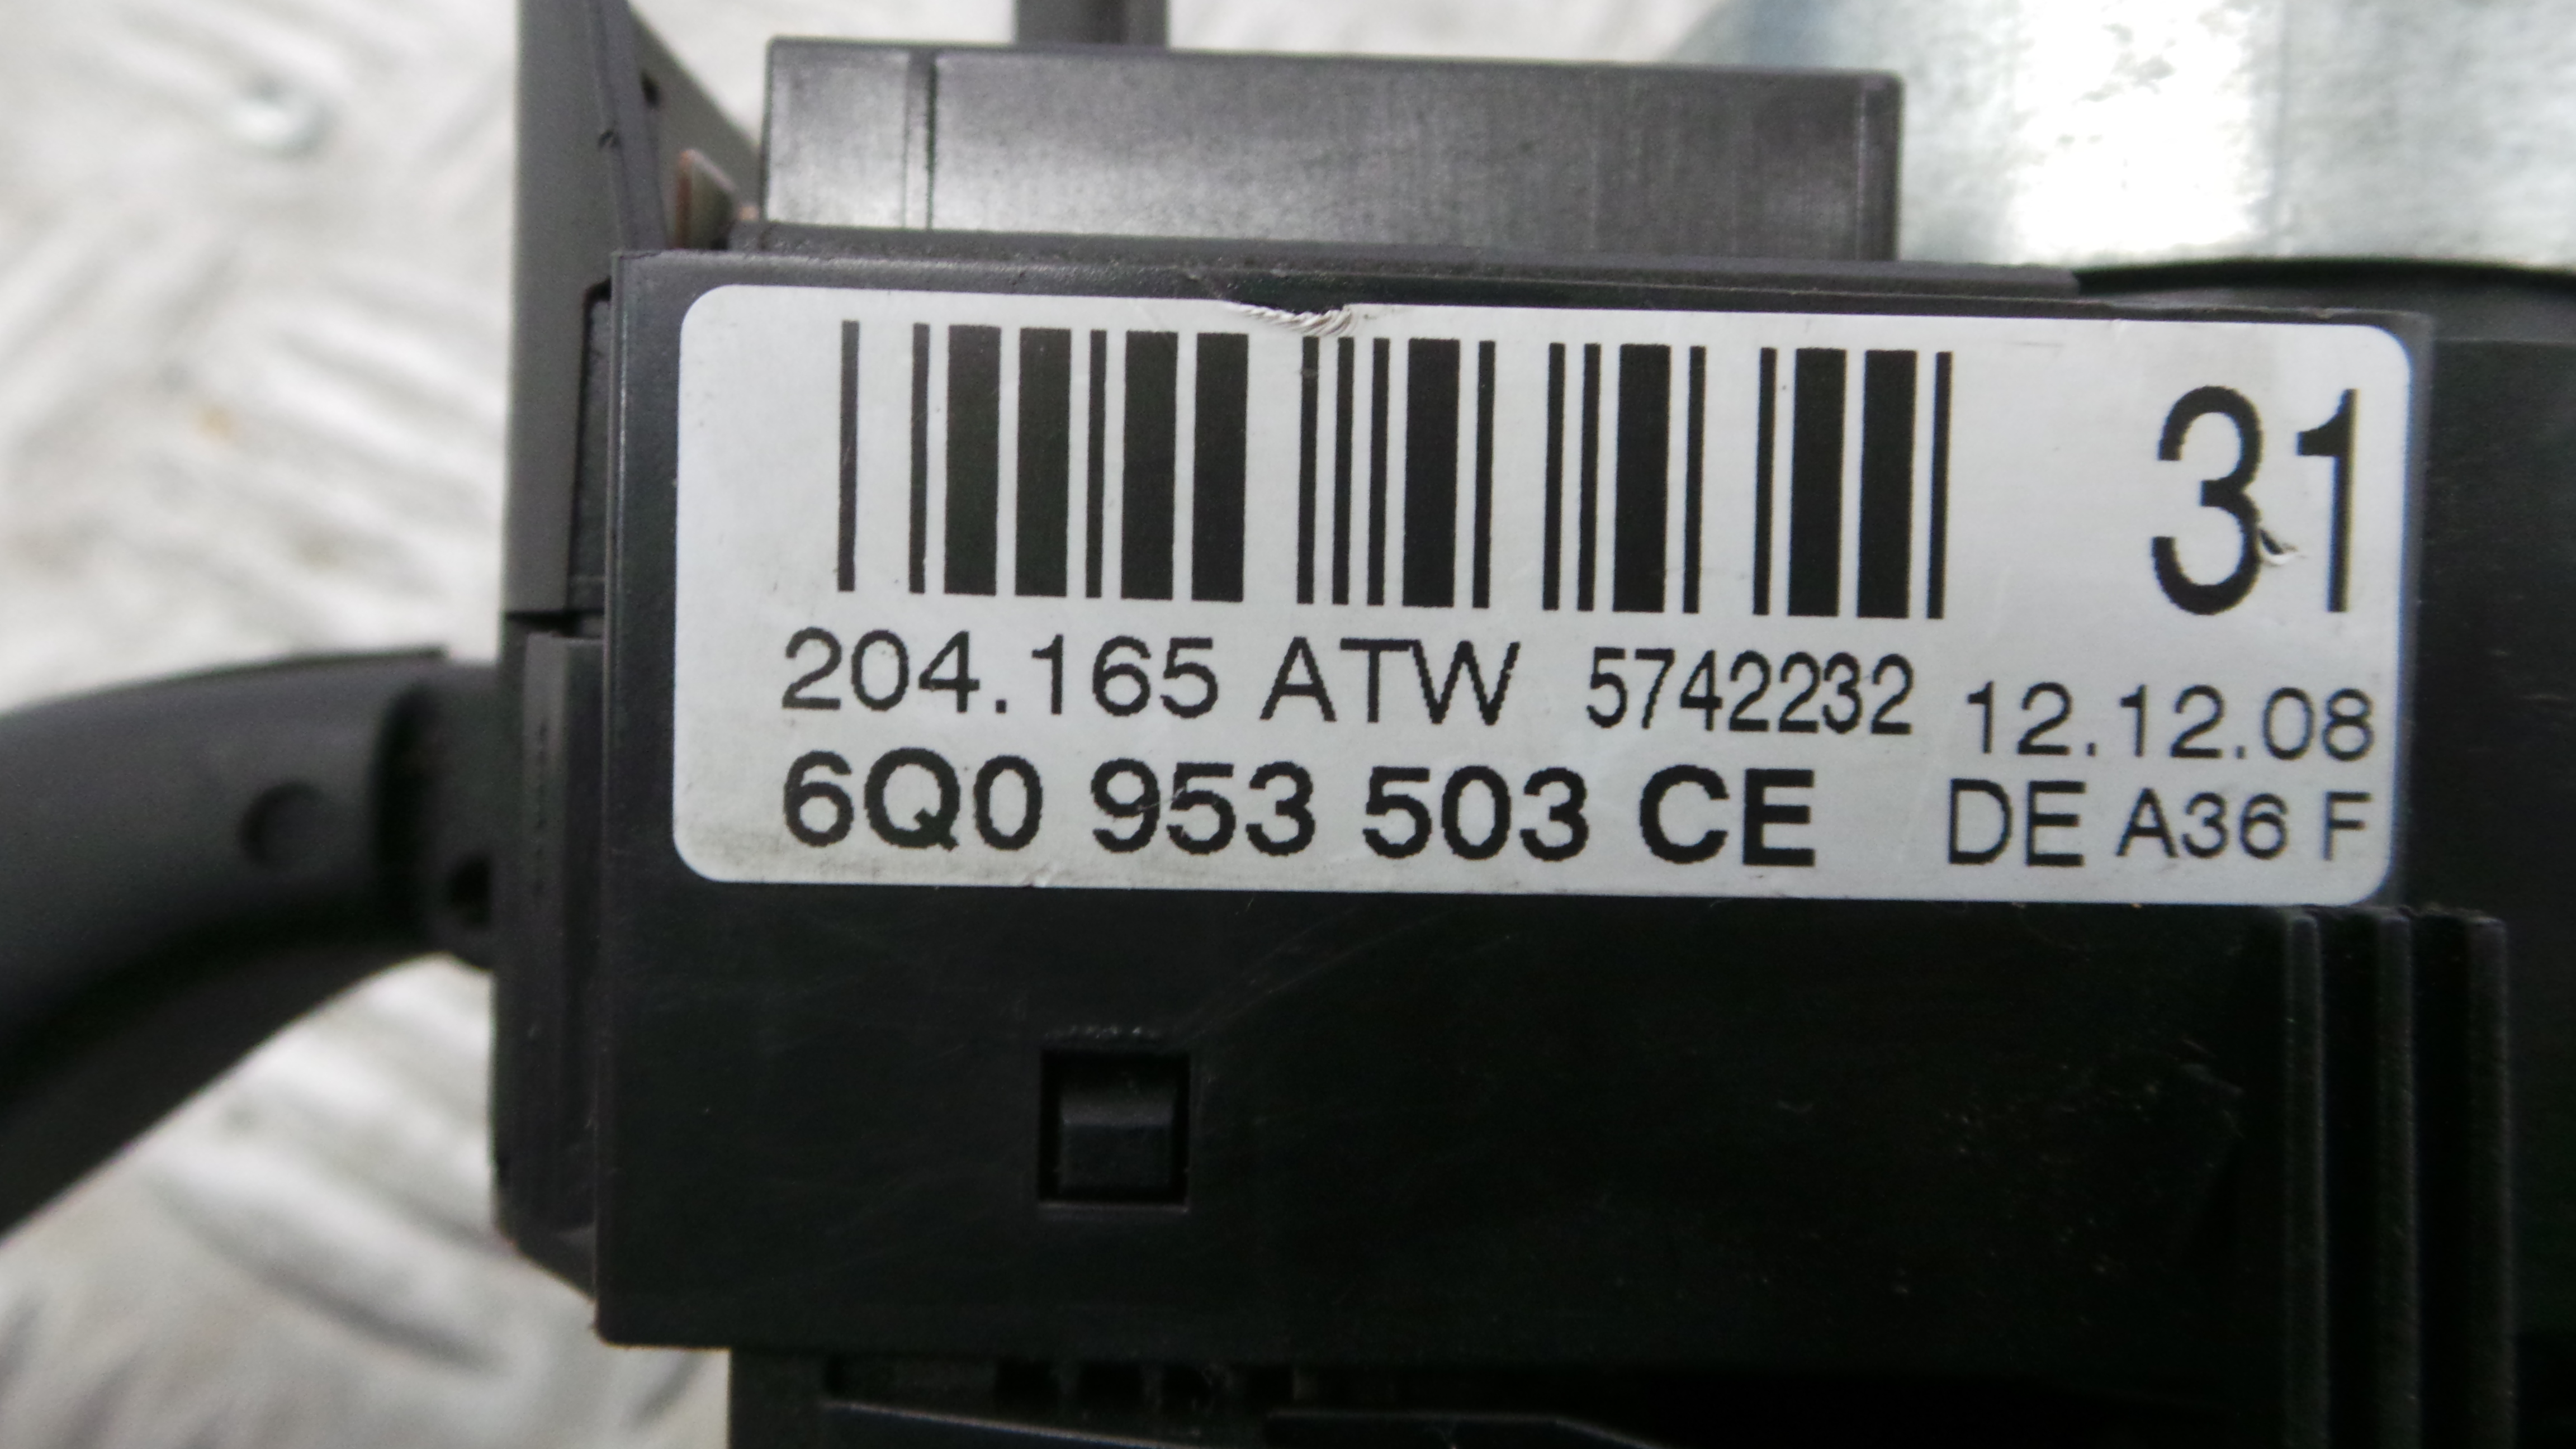 31
204.165 ATW 5742232 12.12.08
6Q0 953 503 CE DE A36 F